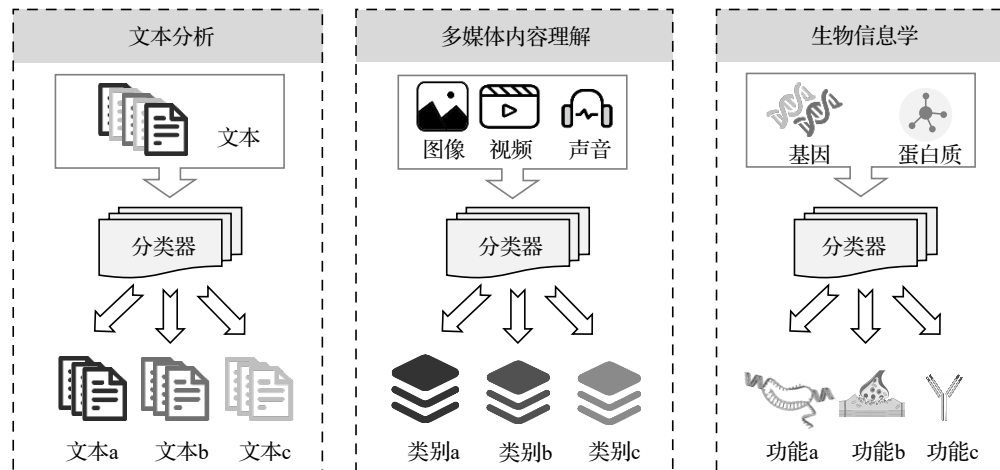 文本分析
文本
分类器
文本a 文本b 文本c
多媒体内容理解
图像 视频 声音
分类器
类别a 类别b 类别c
生物信息学
基因 蛋白质
分类器
功能a 功能b 功能c